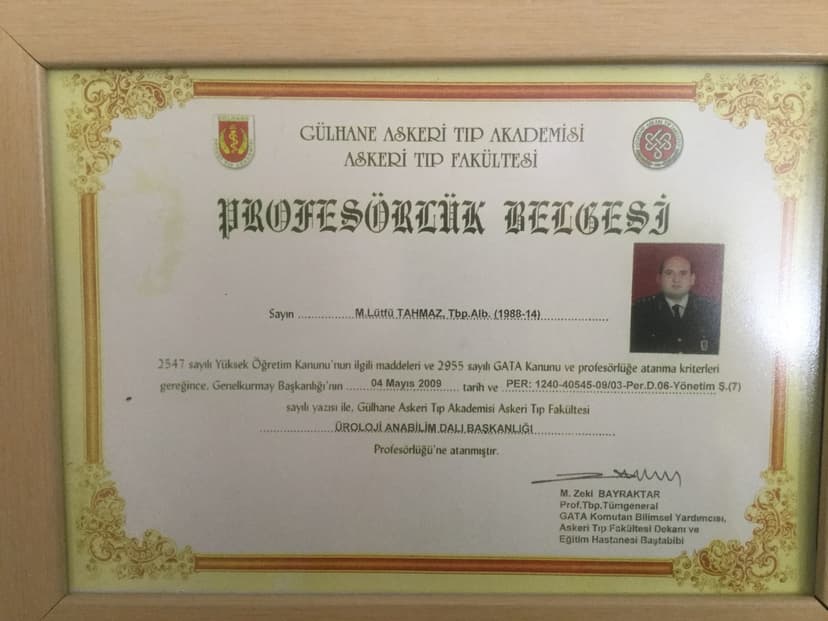 GÜLHANE ASKERİ TIP AKADEMİSİ
ASKERİ TIP FAKÜLTESİ
PROFESÖRLÜK BELGESİ
Sayın M.Lütfü TAHMAZ, Tbp.Alb. (1988-14)
2547 sayılı Yüksek Öğretim Kanunu'nun ilgili maddeleri ve 2955 sayılı GATA Kanunu ve profesörlüğe atanma kriterleri
gereğince, Genelkurmay Başkanlığı'nın 04 Mayıs 2009 tarih ve PER: 1240-40545-09/03-Per.D.06-Yönetim Ş.(7)
sayılı yazısı ile, Gülhane Askeri Tıp Akademisi Askeri Tıp Fakültesi
ÜROLOJİ ANABİLİM DALI BAŞKANLIĞI
Profesörlüğü'ne atanmıştır.
M. Zeki BAYRAKTAR
Prof.Tbp.Tümgeneral
GATA Komutan Bilimsel Yardımcısı,
Askeri Tıp Fakültesi Dekanı ve
Eğitim Hastanesi Baştabibi